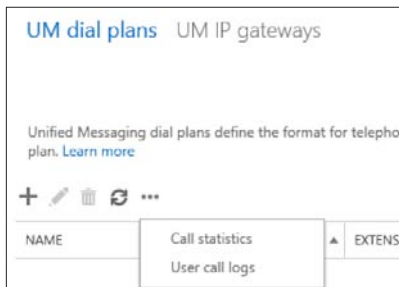 UM dial plans UM IP gateways
Unified Messaging dial plans define the format for telepho
plan. Learn more
NAME EXTENS
Call statistics
User call logs